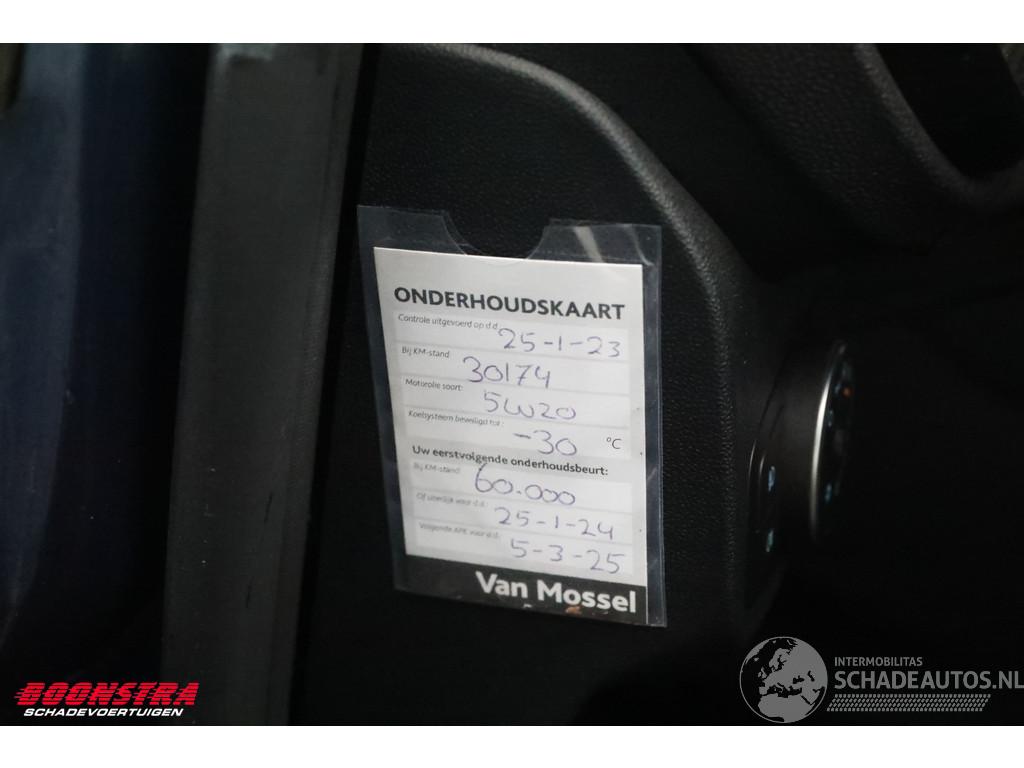 ONDERHOUDSKAART
Controle uitgevoerd op d.d.
25-1-23
Bij KM-stand
30174
Motorolie soort:
5W20
Koelsysteem beveiligd tot:
-30 °C
Uw eerstvolgende onderhoudsbeurt:
Bij KM-stand:
60.000
Of uiterlijk voor d.d.:
25-1-24
Volgende APK voor d.d.:
5-3-25
Van Mossel
BOONSTRA
SCHADEVOERTUIGEN
INTERMOBILITAS
SCHADEAUTOS.NL